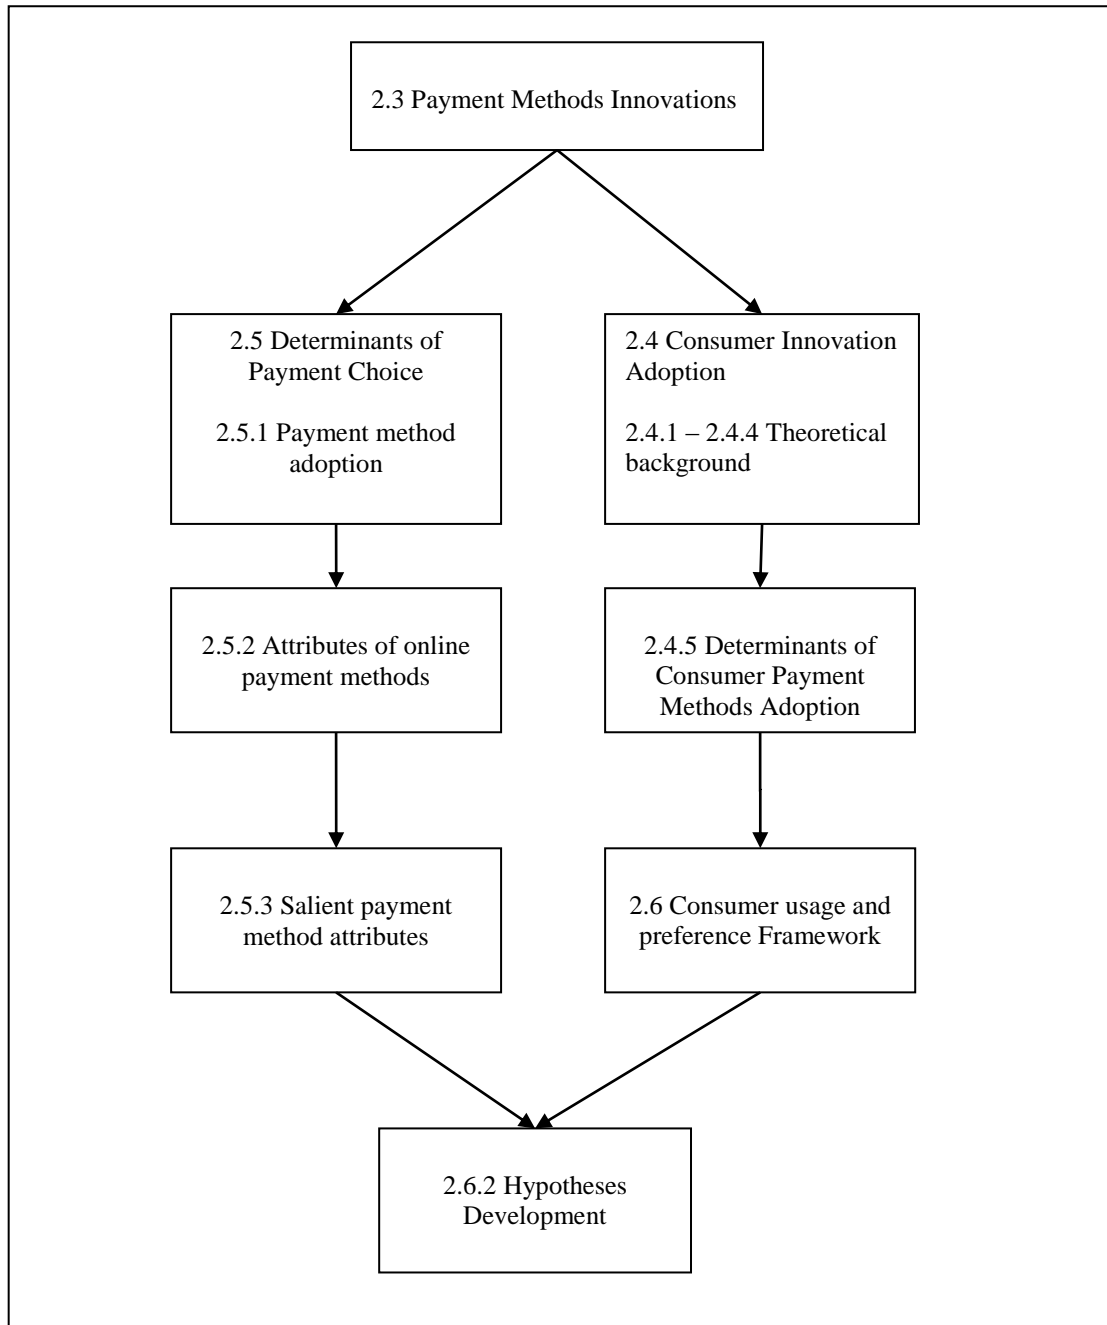 2.3 Payment Methods Innovations
2.5 Determinants of
Payment Choice
2.5.1 Payment method
adoption
2.4 Consumer Innovation
Adoption
2.4.1 – 2.4.4 Theoretical
background
2.5.2 Attributes of online
payment methods
2.4.5 Determinants of
Consumer Payment
Methods Adoption
2.5.3 Salient payment
method attributes
2.6 Consumer usage and
preference Framework
2.6.2 Hypotheses
Development